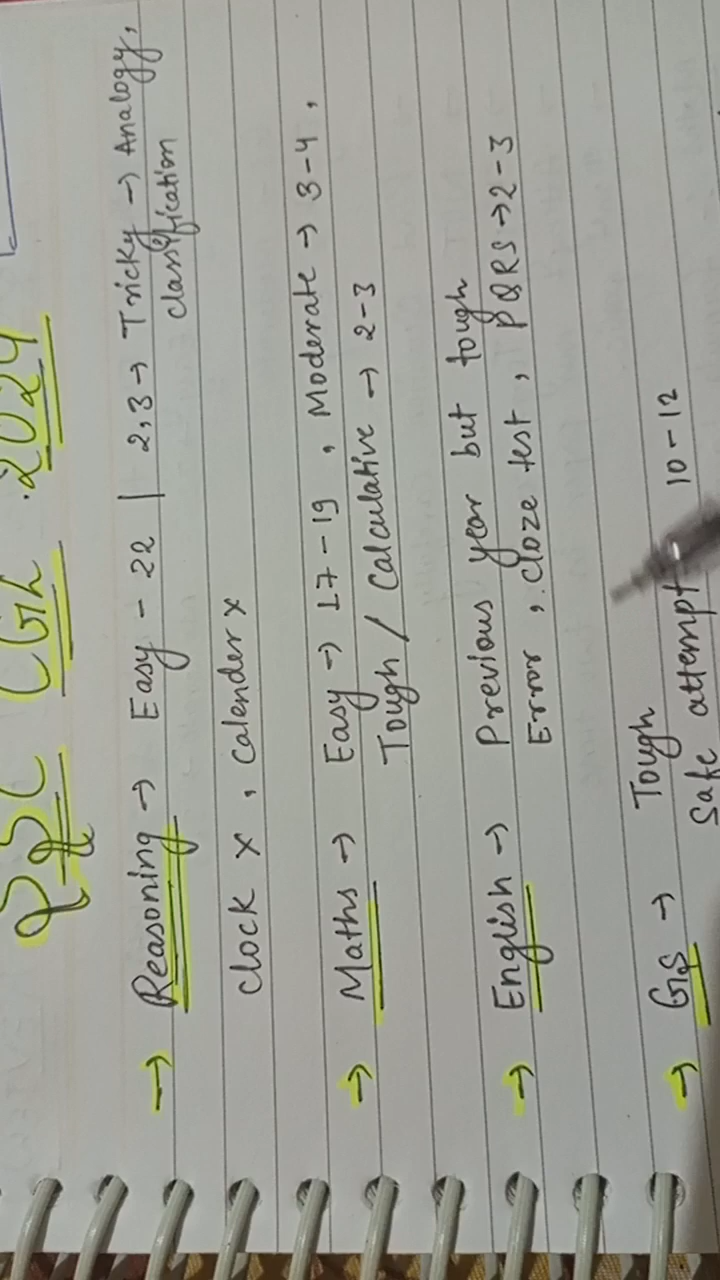 SSC CGL 2024
→ Reasoning → Easy - 22 | 2,3 → Tricky → Analogy,
classification
clock x, calender x
→ Maths → Easy → 17-19, Moderate → 3-4,
Tough / Calculative → 2-3
→ English → Previous year but tough
Error, cloze test, PQRS → 2-3
→ GS → Tough
Safe attempt - 10-12